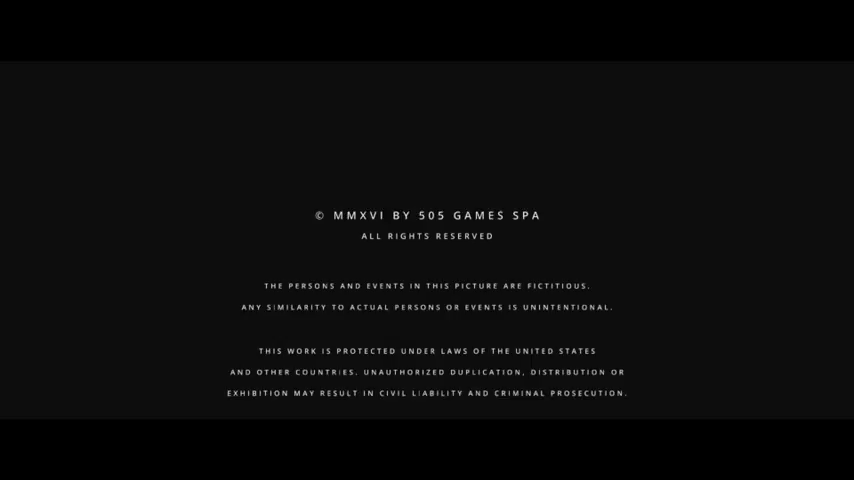 © MMXVI BY 505 GAMES SPA
ALL RIGHTS RESERVED
THE PERSONS AND EVENTS IN THIS PICTURE ARE FICTITIOUS.
ANY SIMILARITY TO ACTUAL PERSONS OR EVENTS IS UNINTENTIONAL.
THIS WORK IS PROTECTED UNDER LAWS OF THE UNITED STATES
AND OTHER COUNTRIES. UNAUTHORIZED DUPLICATION, DISTRIBUTION OR
EXHIBITION MAY RESULT IN CIVIL LIABILITY AND CRIMINAL PROSECUTION.